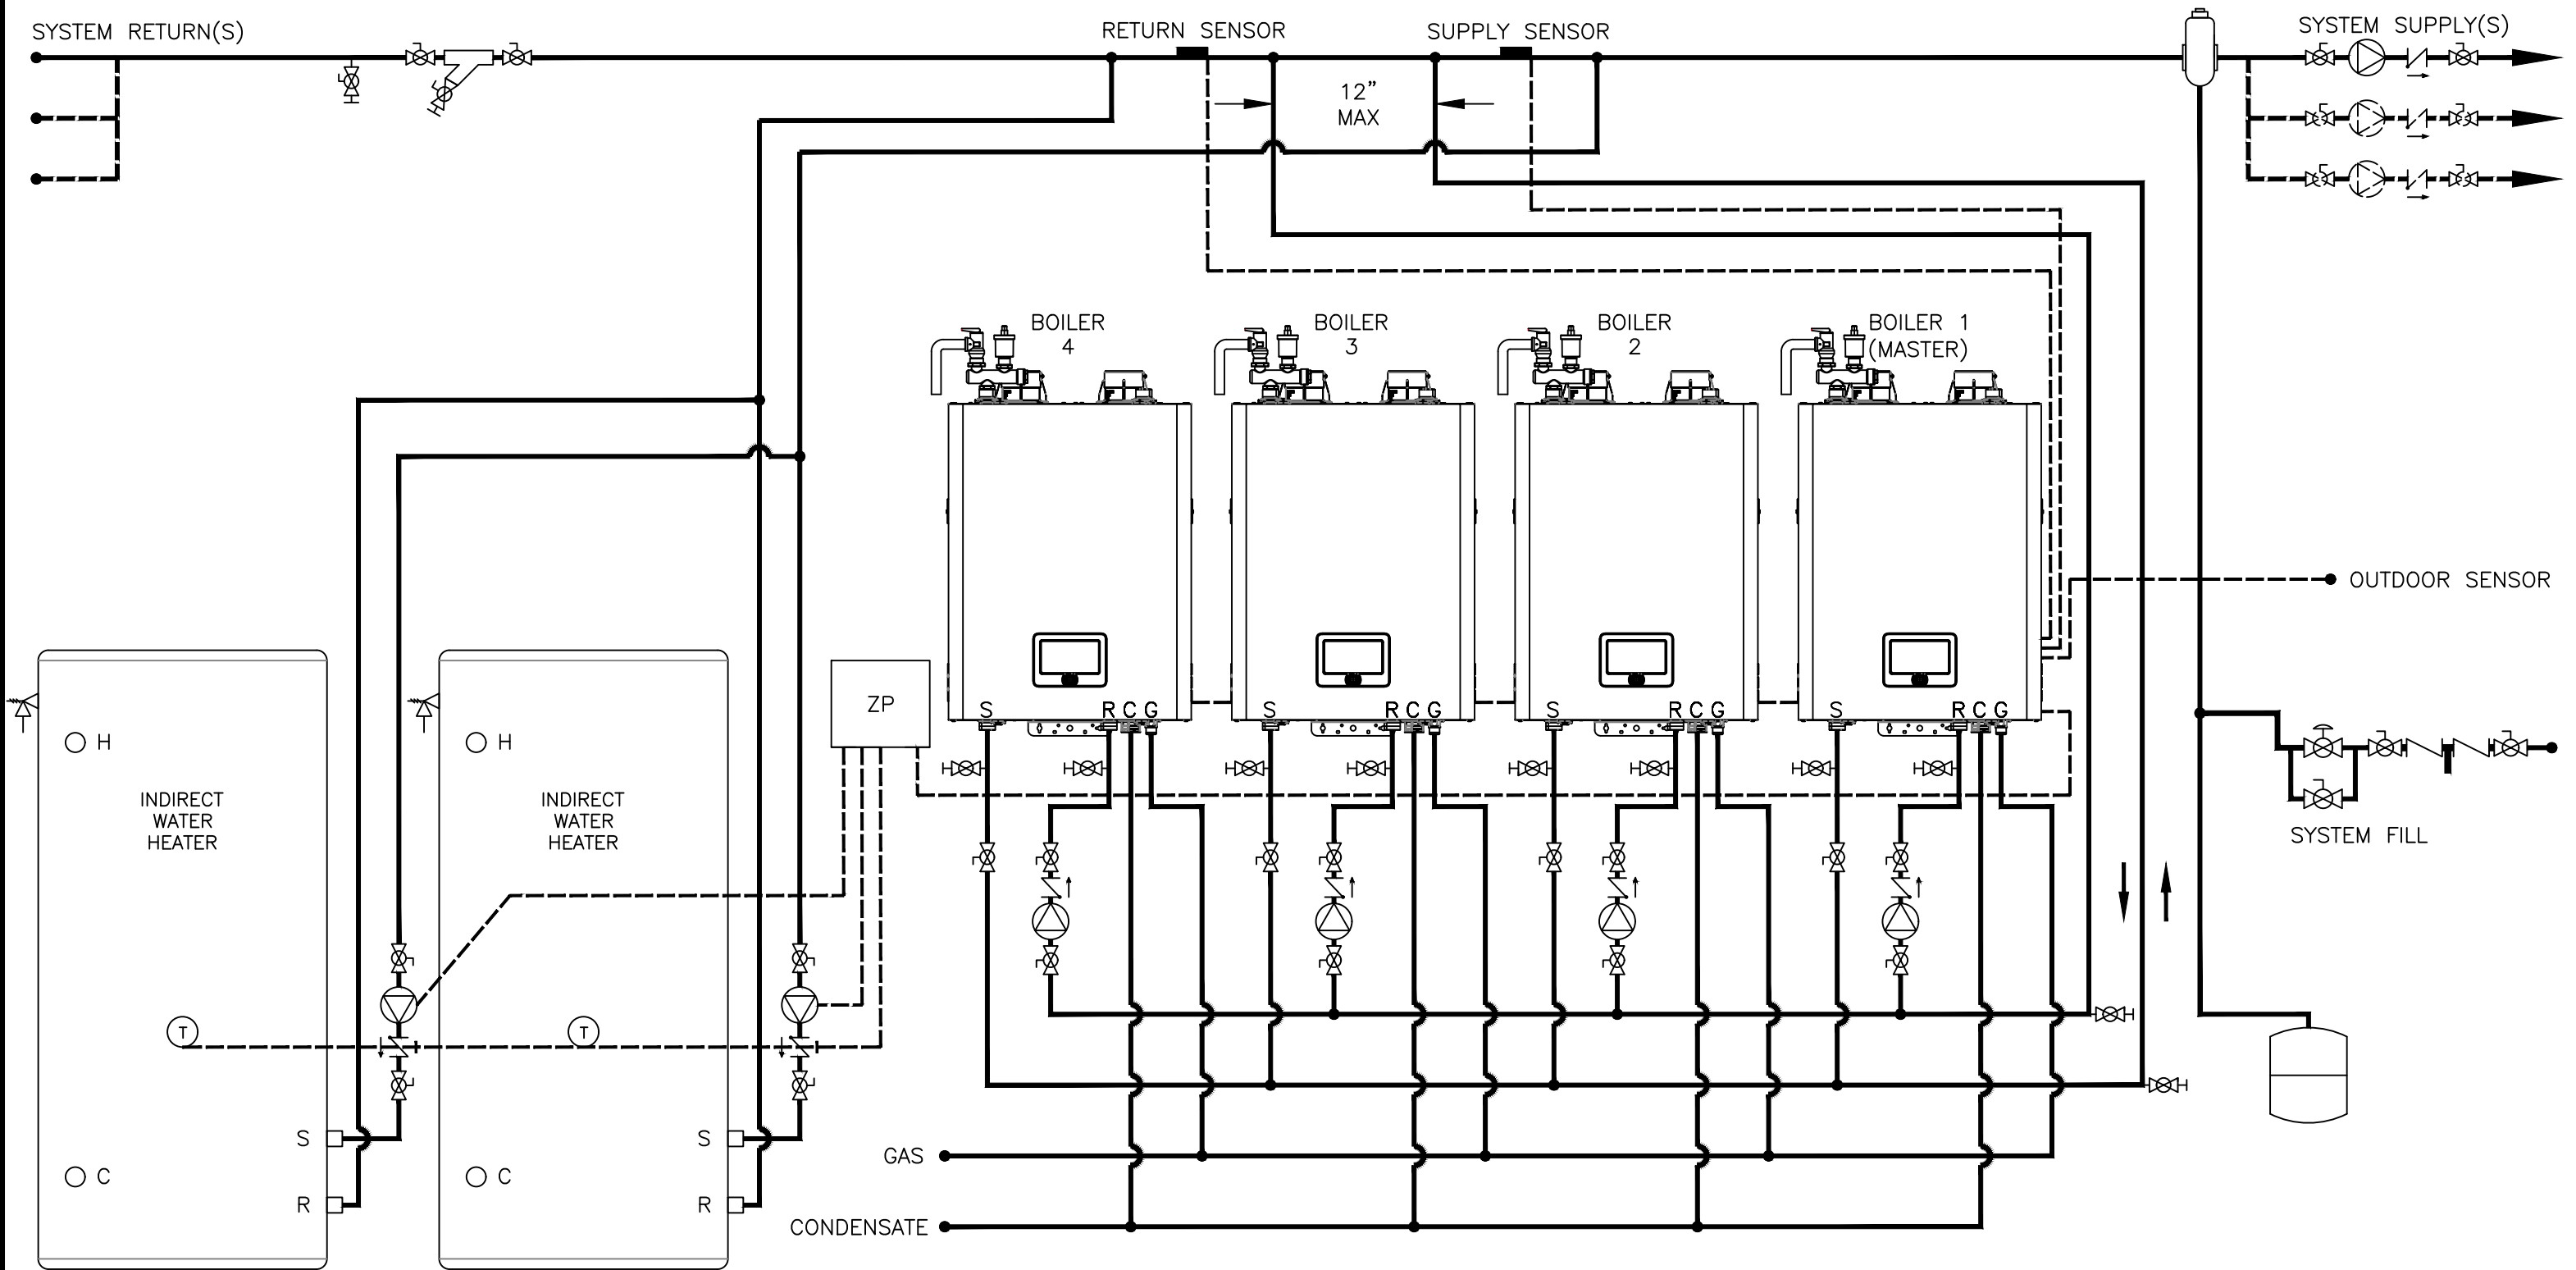 SYSTEM RETURN(S)
RETURN SENSOR
SUPPLY SENSOR
SYSTEM SUPPLY(S)
12”
MAX
BOILER
4
BOILER
3
BOILER
2
BOILER 1
(MASTER)
OUTDOOR SENSOR
ZP
S
R C G
S
R C G
S
R C G
S
R C G
H
H
INDIRECT
WATER
HEATER
INDIRECT
WATER
HEATER
SYSTEM FILL
T
T
S
S
GAS
C
C
R
R
CONDENSATE